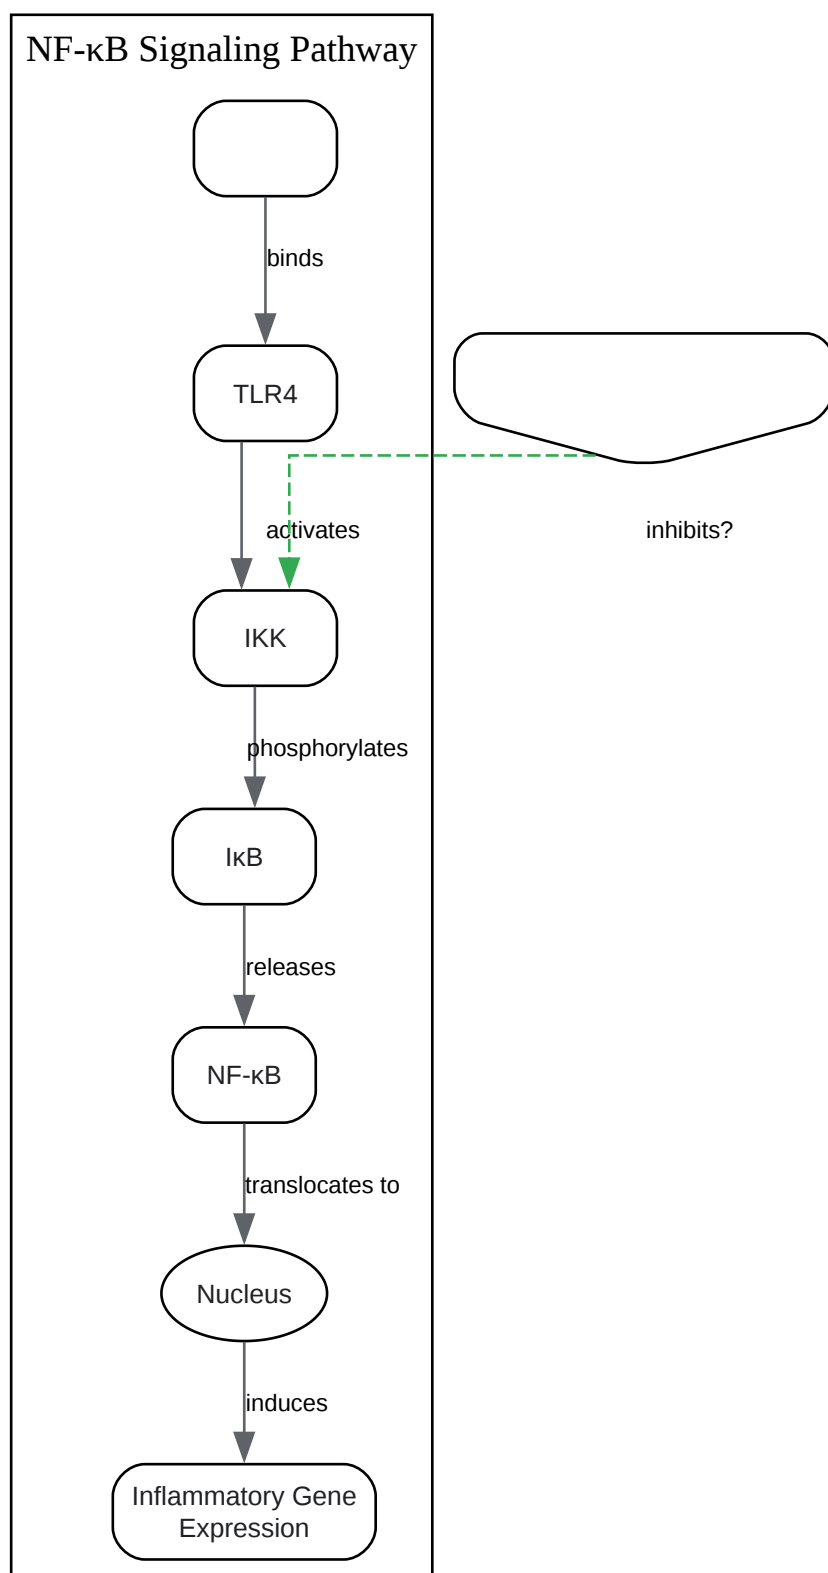 NF-κB Signaling Pathway
binds
TLR4
activates
inhibits?
IKK
phosphorylates
IκB
releases
NF-κB
translocates to
Nucleus
induces
Inflammatory Gene
Expression